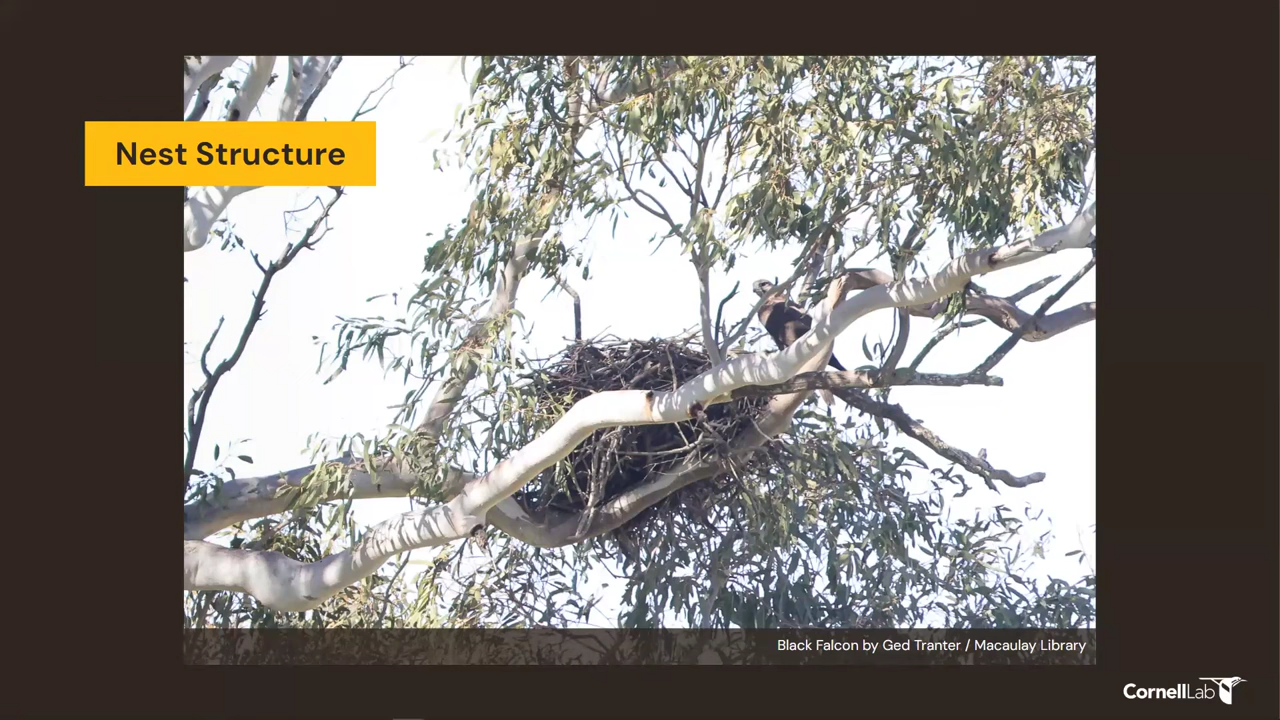 Nest Structure
Black Falcon by Ged Tranter / Macaulay Library
CornellLab